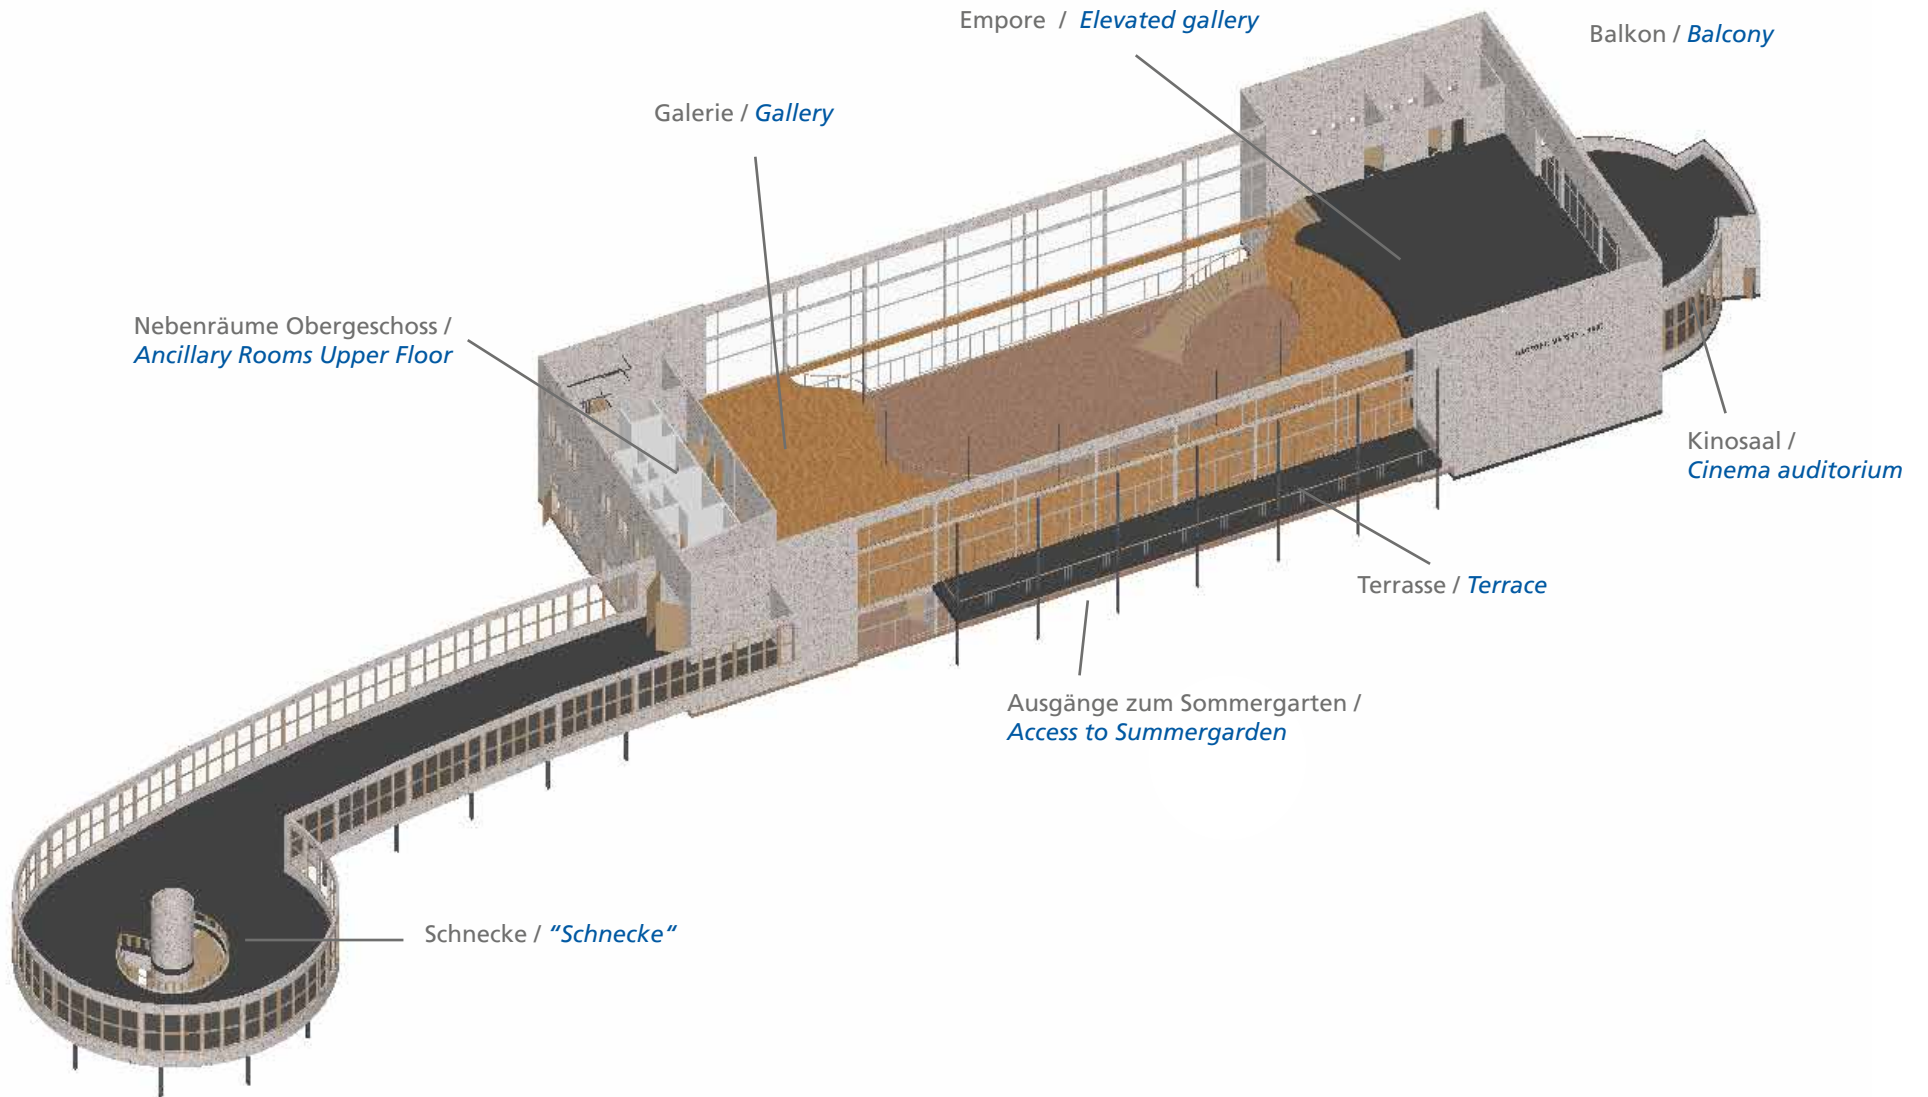 Empore / Elevated gallery
Balkon / Balcony
Galerie / Gallery
Nebenräume Obergeschoss /
Ancillary Rooms Upper Floor
Kinosaal /
Cinema auditorium
Terrasse / Terrace
Ausgänge zum Sommergarten /
Access to Summergarden
Schnecke / “Schnecke“